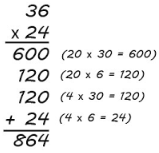 36
x 24
600 (20 x 30 = 600)
120 (20 x 6 = 120)
120 (4 x 30 = 120)
+ 24 (4 x 6 = 24)
864